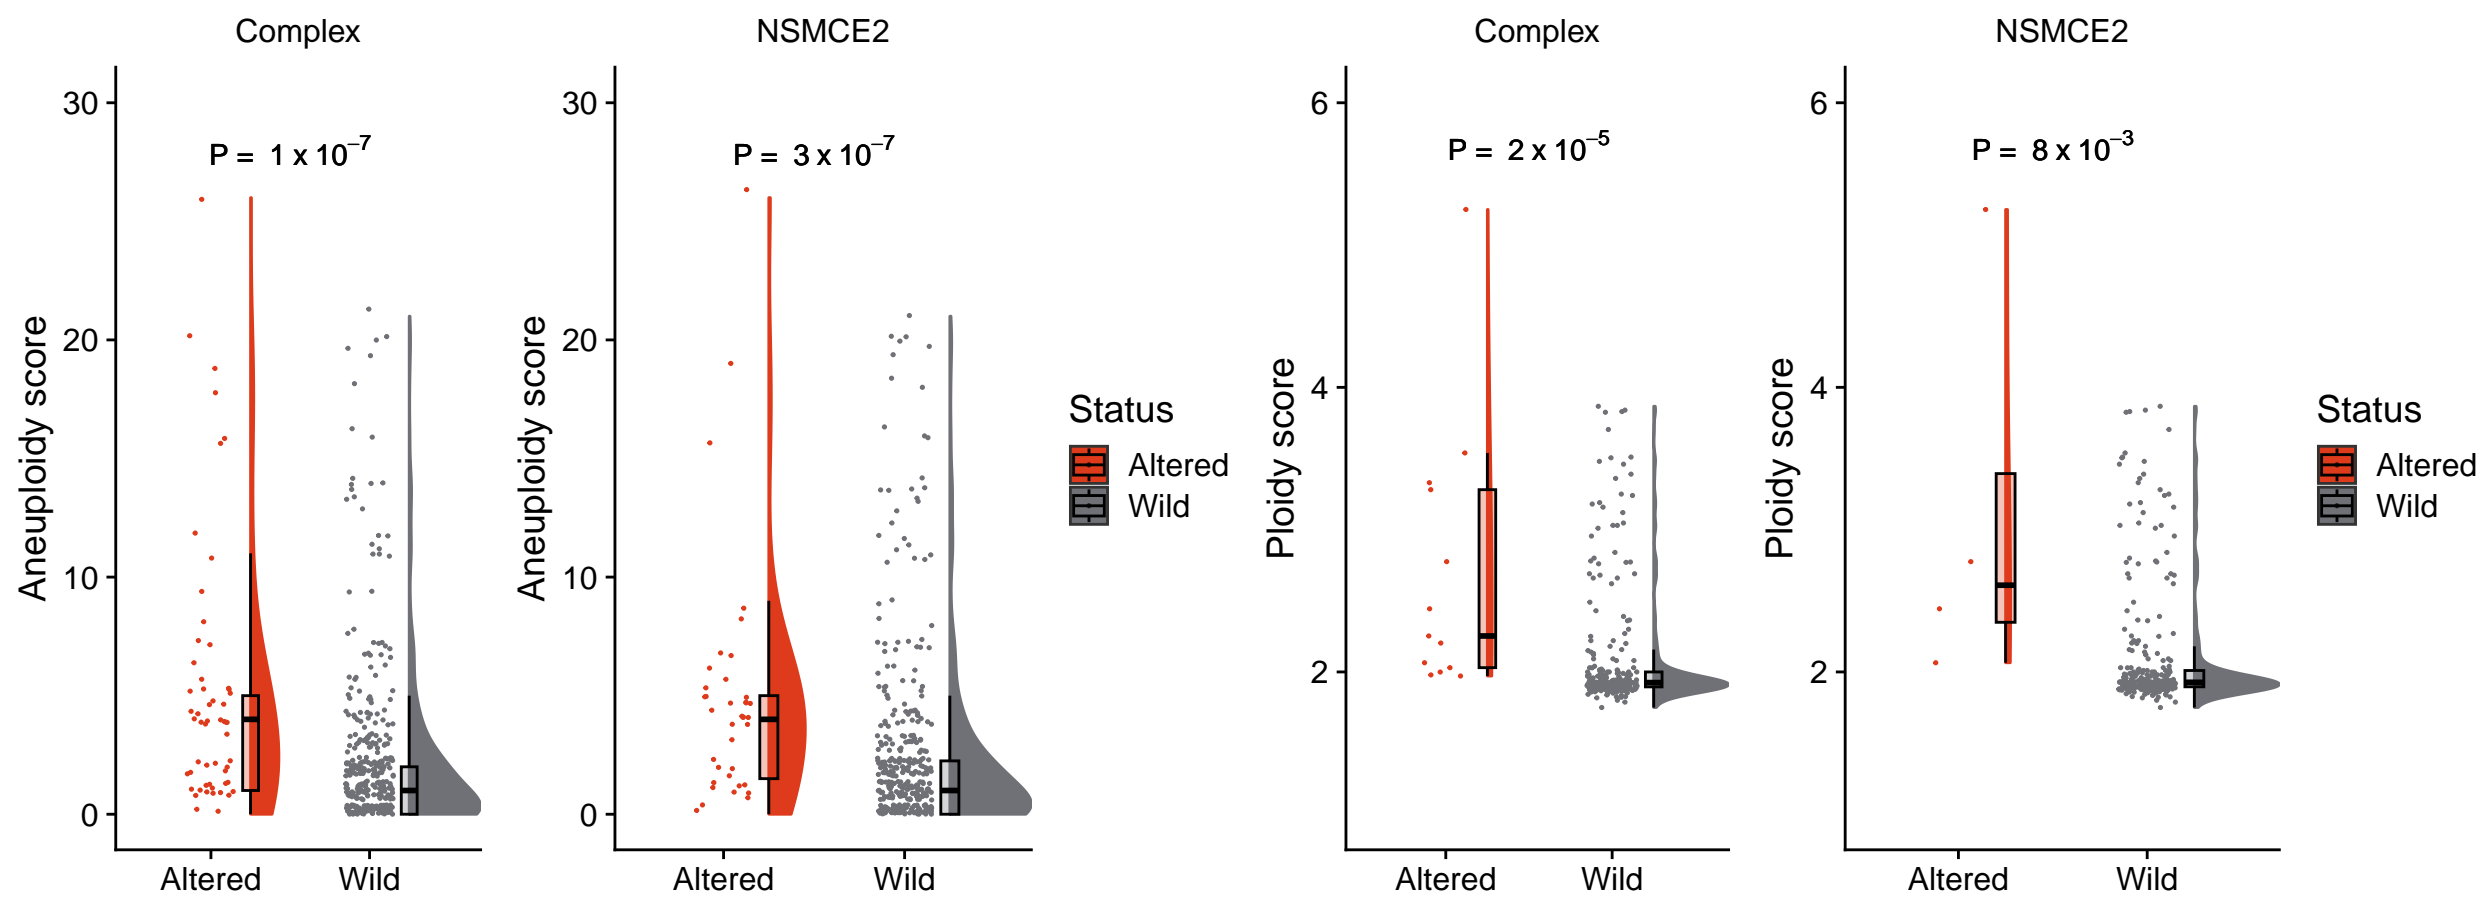 Complex
NSMCE2
Complex
NSMCE2
Aneuploidy score
30
20
10
0
P = 1 x 10⁻⁷
Altered
Wild
Aneuploidy score
30
20
10
0
P = 3 x 10⁻⁷
Altered
Wild
Status
Altered
Wild
Ploidy score
6
4
2
P = 2 x 10⁻⁵
Altered
Wild
Ploidy score
6
4
2
P = 8 x 10⁻³
Altered
Wild
Status
Altered
Wild